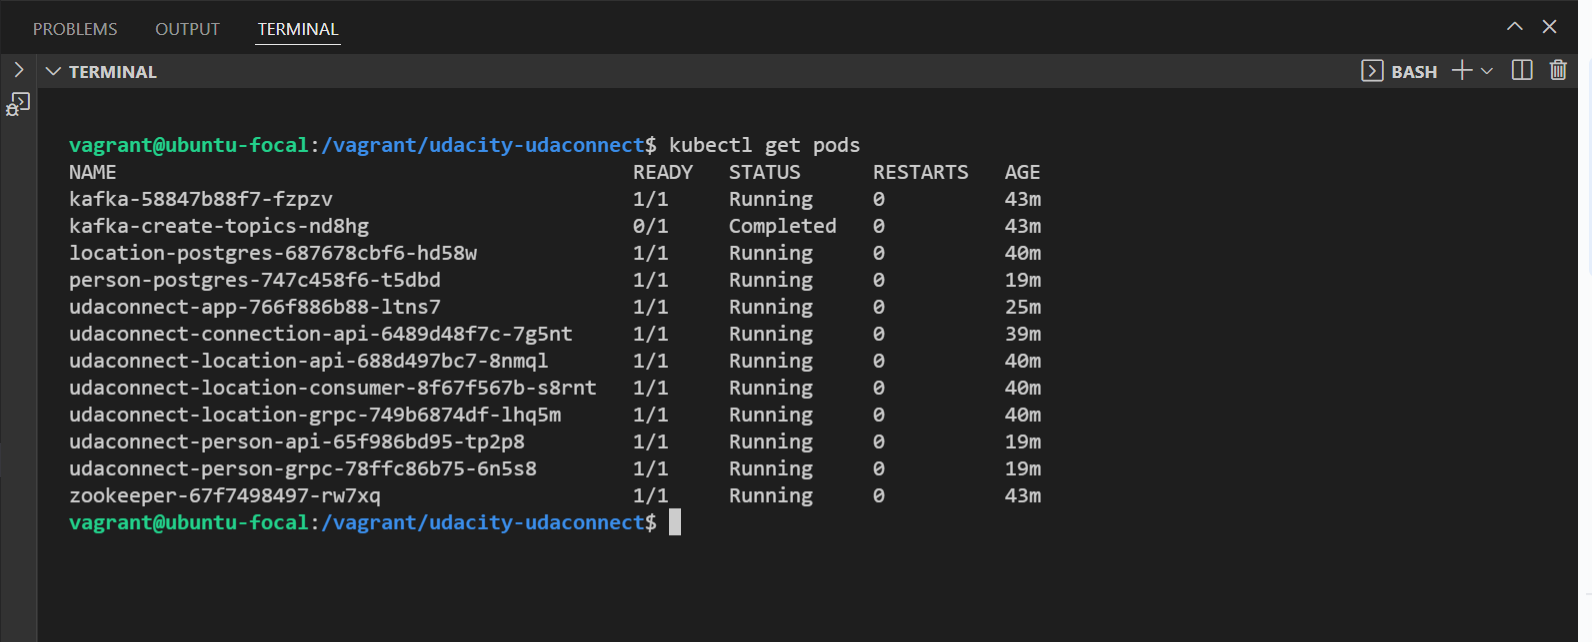 PROBLEMS OUTPUT TERMINAL
TERMINAL BASH
vagrant@ubuntu-focal:/vagrant/udacity-udaconnect$ kubectl get pods
NAME READY STATUS RESTARTS AGE
kafka-58847b88f7-fzpzv 1/1 Running 0 43m
kafka-create-topics-nd8hg 0/1 Completed 0 43m
location-postgres-687678cbf6-hd58w 1/1 Running 0 40m
person-postgres-747c458f6-t5dbd 1/1 Running 0 19m
udaconnect-app-766f886b88-ltns7 1/1 Running 0 25m
udaconnect-connection-api-6489d48f7c-7g5nt 1/1 Running 0 39m
udaconnect-location-api-688d497bc7-8nmql 1/1 Running 0 40m
udaconnect-location-consumer-8f67f567b-s8rnt 1/1 Running 0 40m
udaconnect-location-grpc-749b6874df-lhq5m 1/1 Running 0 40m
udaconnect-person-api-65f986bd95-tp2p8 1/1 Running 0 19m
udaconnect-person-grpc-78ffc86b75-6n5s8 1/1 Running 0 19m
zookeeper-67f7498497-rw7xq 1/1 Running 0 43m
vagrant@ubuntu-focal:/vagrant/udacity-udaconnect$